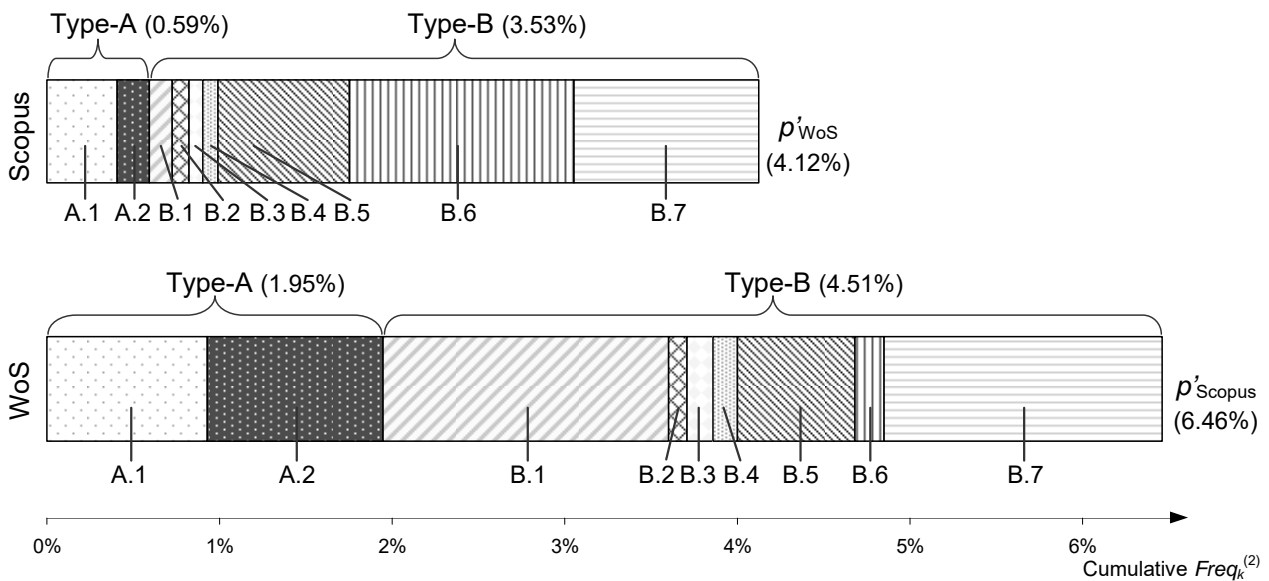 Type-A (0.59%) Type-B (3.53%)
Scopus
p'WoS
(4.12%)
A.1 A.2 B.1 B.2 B.3 B.4 B.5 B.6 B.7
Type-A (1.95%) Type-B (4.51%)
WoS
p'Scopus
(6.46%)
A.1 A.2 B.1 B.2 B.3 B.4 B.5 B.6 B.7
0% 1% 2% 3% 4% 5% 6%
Cumulative Freqk(2)